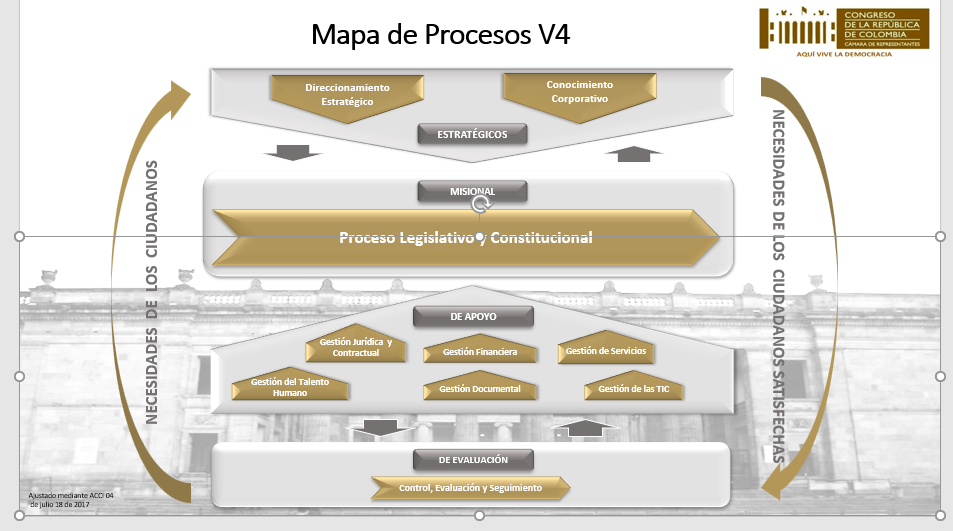 Mapa de Procesos V4
CONGRESO
DE LA REPÚBLICA
DE COLOMBIA
CÁMARA DE REPRESENTANTES
AQUÍ VIVE LA DEMOCRACIA
Direccionamiento
Estratégico
Conocimiento
Corporativo
ESTRATÉGICOS
NECESIDADES DE LOS CIUDADANOS
NECESIDADES DE LOS CIUDADANOS SATISFECHAS
MISIONAL
Proceso Legislativo y Constitucional
DE APOYO
Gestión Jurídica y
Contractual
Gestión Financiera
Gestión de Servicios
Gestión del Talento
Humano
Gestión Documental
Gestión de las TIC
DE EVALUACIÓN
Control, Evaluación y Seguimiento
Ajustado mediante ACCI 04
de julio 18 de 2017